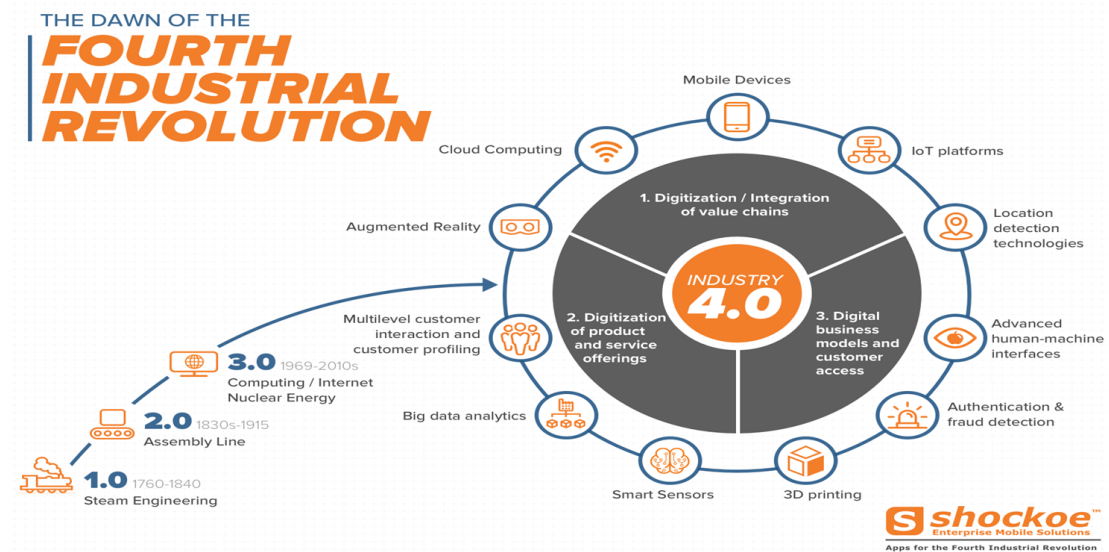 THE DAWN OF THE
FOURTH
INDUSTRIAL
REVOLUTION
Mobile Devices
Cloud Computing
IoT platforms
1. Digitization / Integration
of value chains
Augmented Reality
Location
detection
technologies
INDUSTRY
4.0
2. Digitization
of product
and service
offerings
3. Digital
business
models and
customer
access
Multilevel customer
interaction and
customer profiling
Advanced
human-machine
interfaces
3.0 1969-2010s
Computing / Internet
Nuclear Energy
Big data analytics
Authentication &
fraud detection
2.0 1830s-1915
Assembly Line
1.0 1760-1840
Steam Engineering
Smart Sensors
3D printing
S shockoe™
Enterprise Mobile Solutions
Apps for the Fourth Industrial Revolution